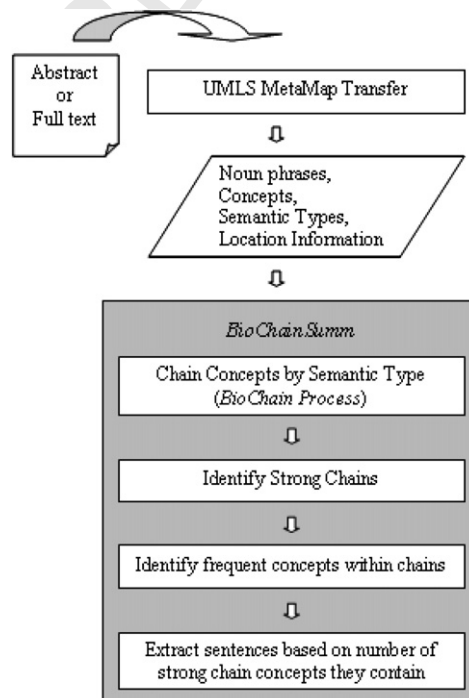 Abstract
or
Full text
UMLS MetaMap Transfer
Noun phrases,
Concepts,
Semantic Types,
Location Information
BioChainSumm
Chain Concepts by Semantic Type
(BioChain Process)
Identify Strong Chains
Identify frequent concepts within chains
Extract sentences based on number of
strong chain concepts they contain